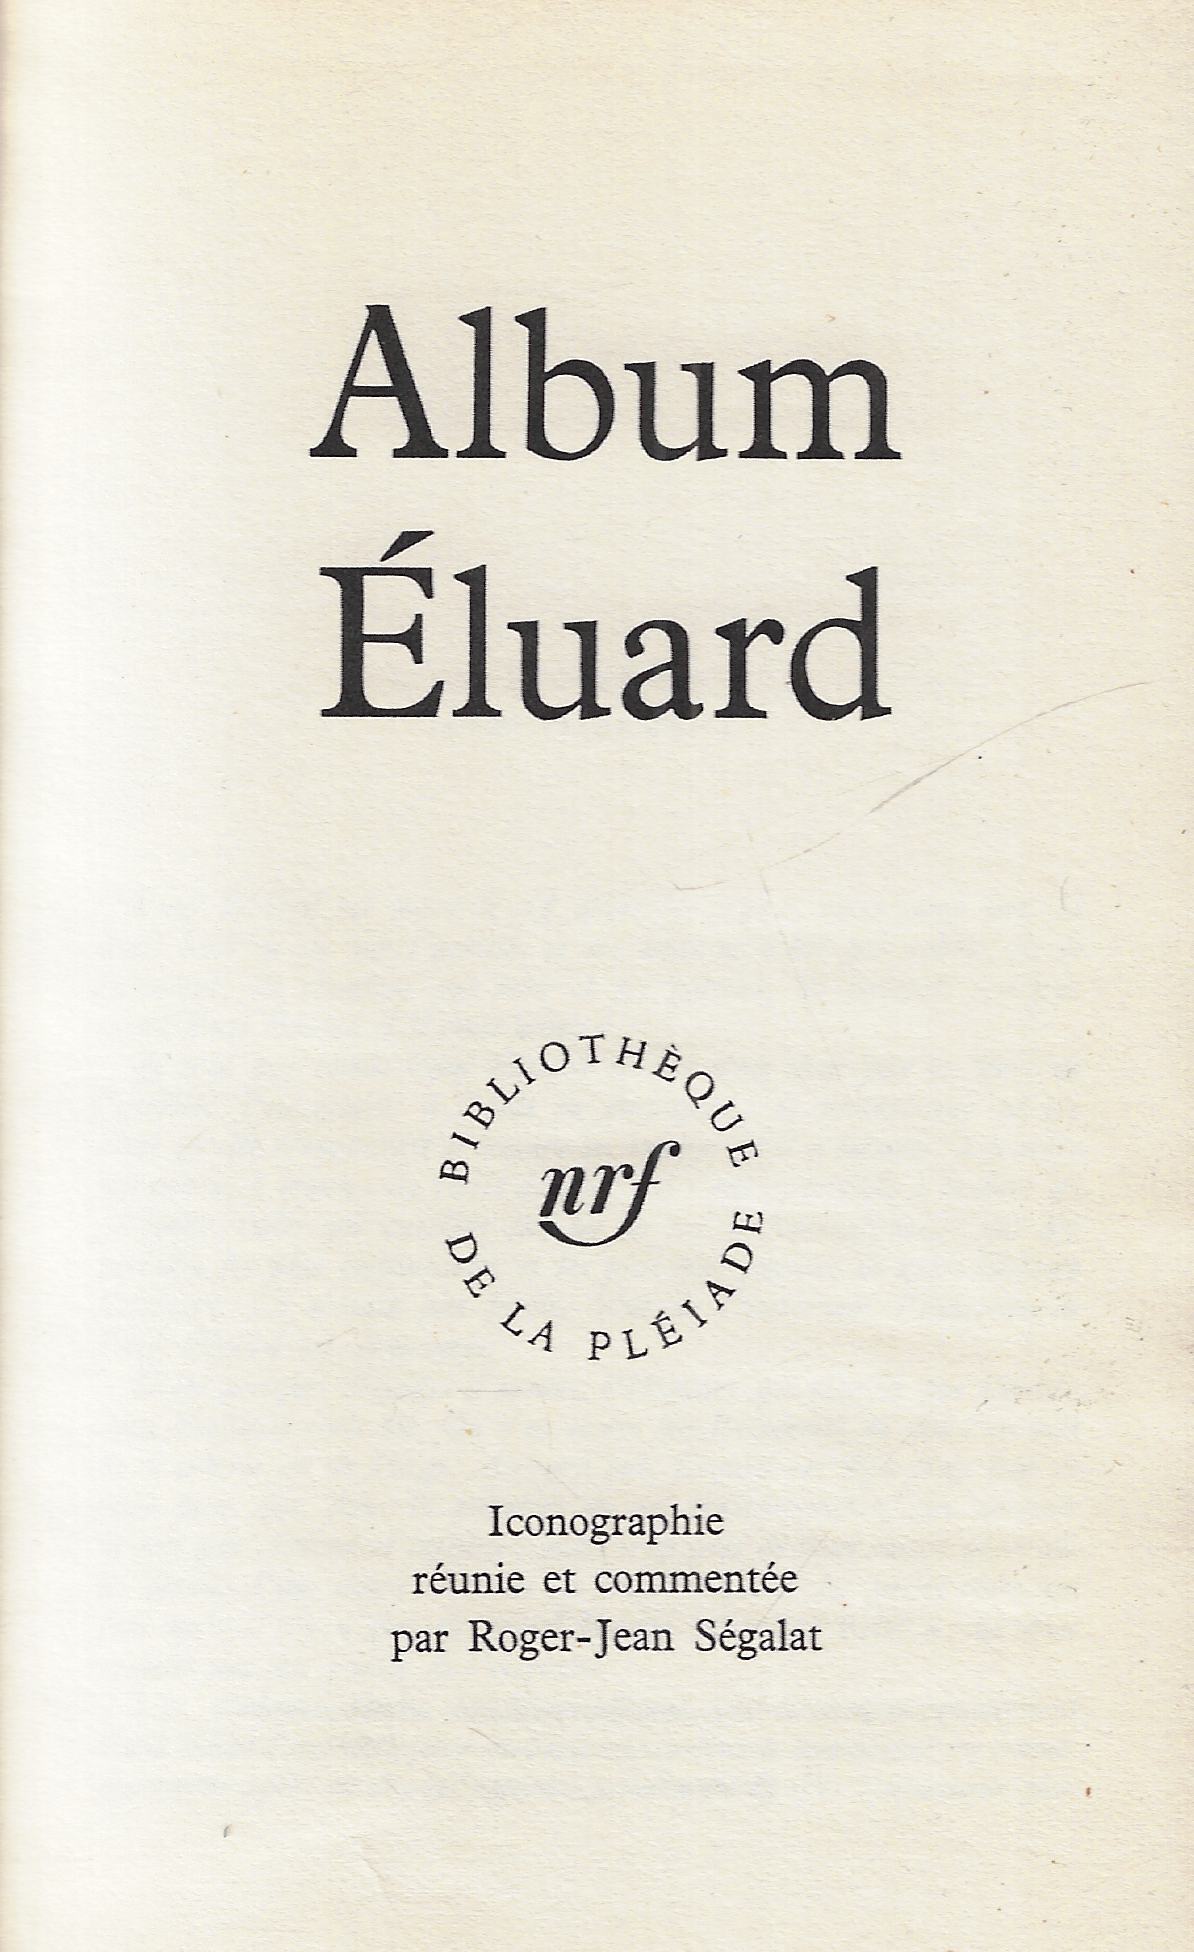 Album
Éluard
BIBLIOTHÈQUE DE LA PLÉIADE
nrf
Iconographie
réunie et commentée
par Roger-Jean Ségalat